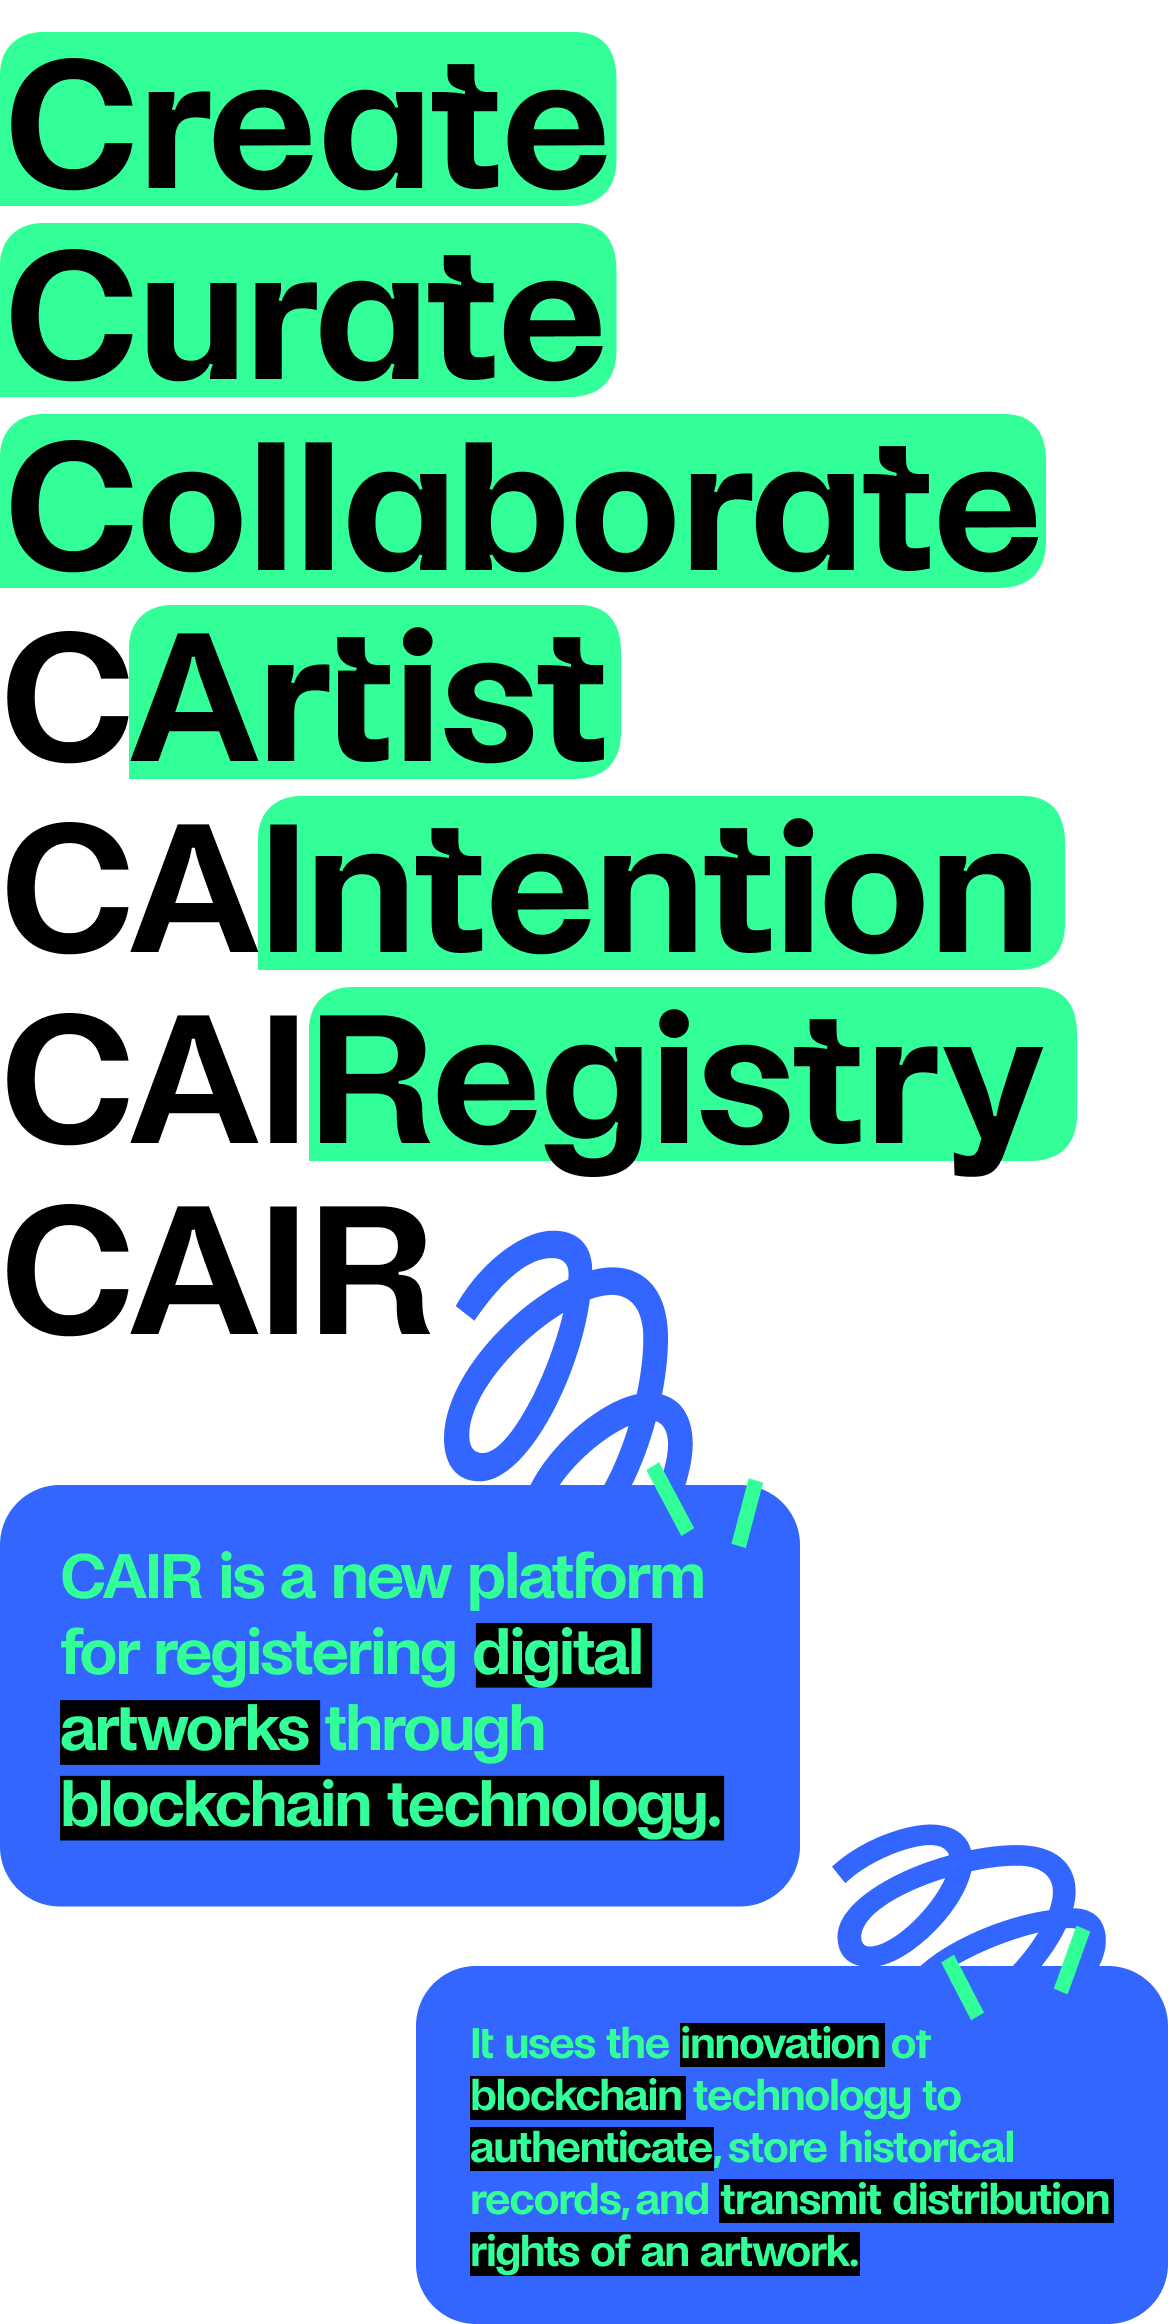 Create
Curate
Collaborate
CArtist
CAIntention
CAIRegistry
CAIR
CAIR is a new platform
for registering digital
artworks through
blockchain technology.
It uses the innovation of
blockchain technology to
authenticate, store historical
records, and transmit distribution
rights of an artwork.